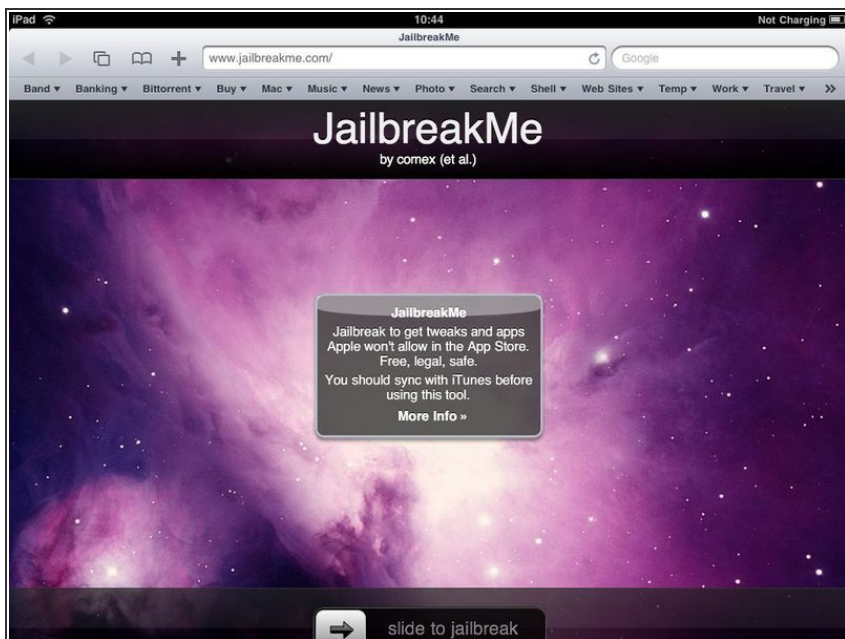 iPad 10:44 Not Charging
JailbreakMe
www.jailbreakme.com/ Google
Band ▾ Banking ▾ Bittorrent ▾ Buy ▾ Mac ▾ Music ▾ News ▾ Photo ▾ Search ▾ Shell ▾ Web Sites ▾ Temp ▾ Work ▾ Travel ▾ »
JailbreakMe
by comex (et al.)
JailbreakMe
Jailbreak to get tweaks and apps
Apple won't allow in the App Store.
Free, legal, safe.
You should sync with iTunes before
using this tool.
More Info »
slide to jailbreak